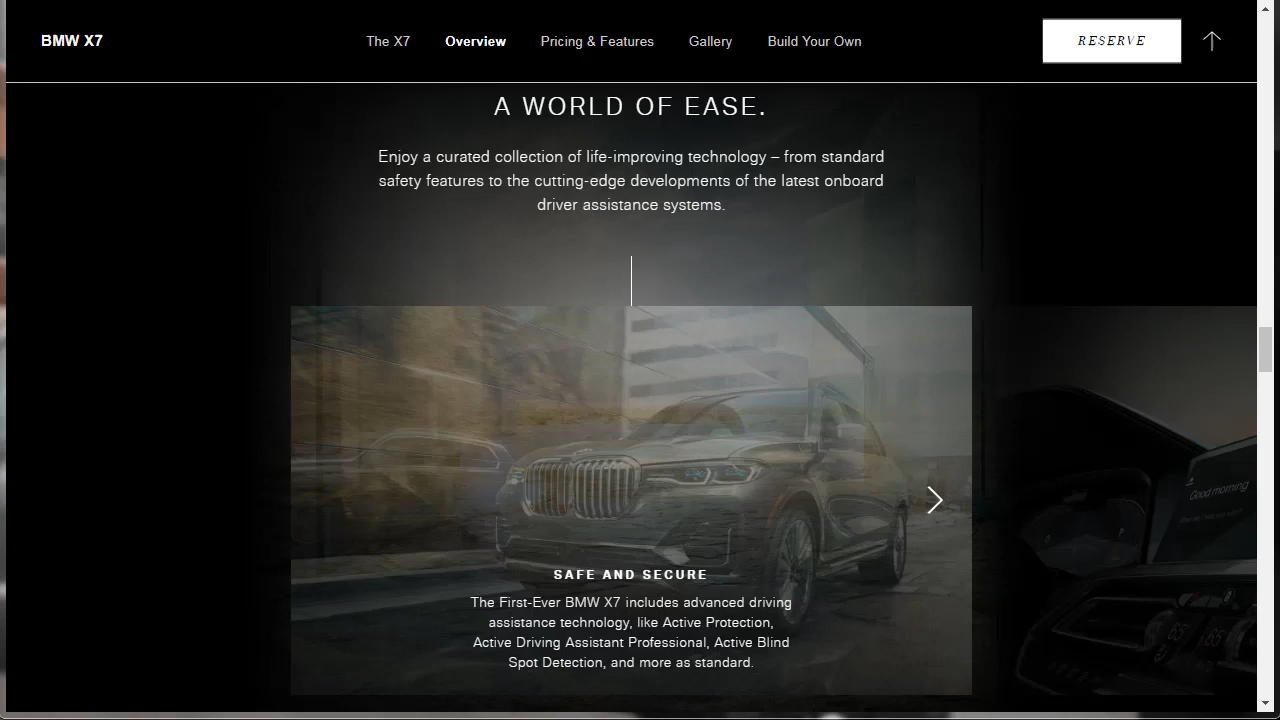 BMW X7
The X7
Overview
Pricing & Features
Gallery
Build Your Own
RESERVE
A WORLD OF EASE.
Enjoy a curated collection of life-improving technology – from standard
safety features to the cutting-edge developments of the latest onboard
driver assistance systems.
Good morning
SAFE AND SECURE
The First-Ever BMW X7 includes advanced driving
assistance technology, like Active Protection,
Active Driving Assistant Professional, Active Blind
Spot Detection, and more as standard.